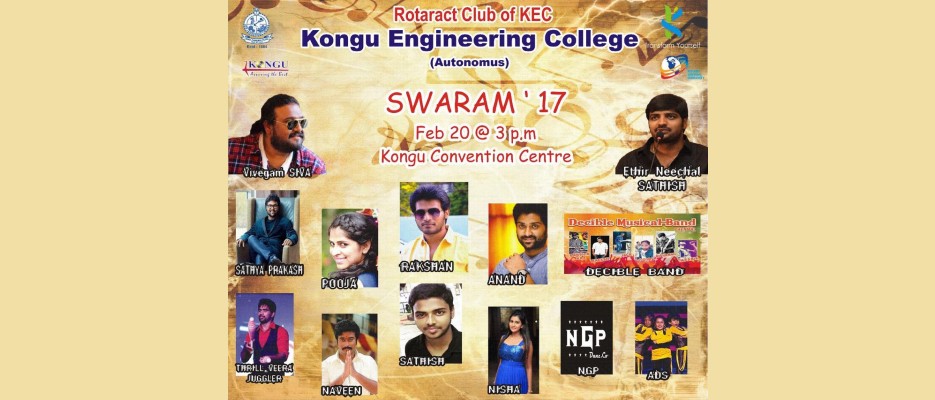 Rotaract Club of KEC
Kongu Engineering College
(Autonomus)
KONGU
SWARAM ' 17
Feb 20 @ 3 p.m
Kongu Convention Centre
Vivegam SIVA
Ethir Neechal
SATHISH
SATHYA PRAKASH
POOJA
RAKSHAN
ANAND
Decible Musical Band
DECIBLE BAND
THRILL VEERA
JUGGLER
NAVEEN
SATHISH
NISHA
NGP
NGP
ADS